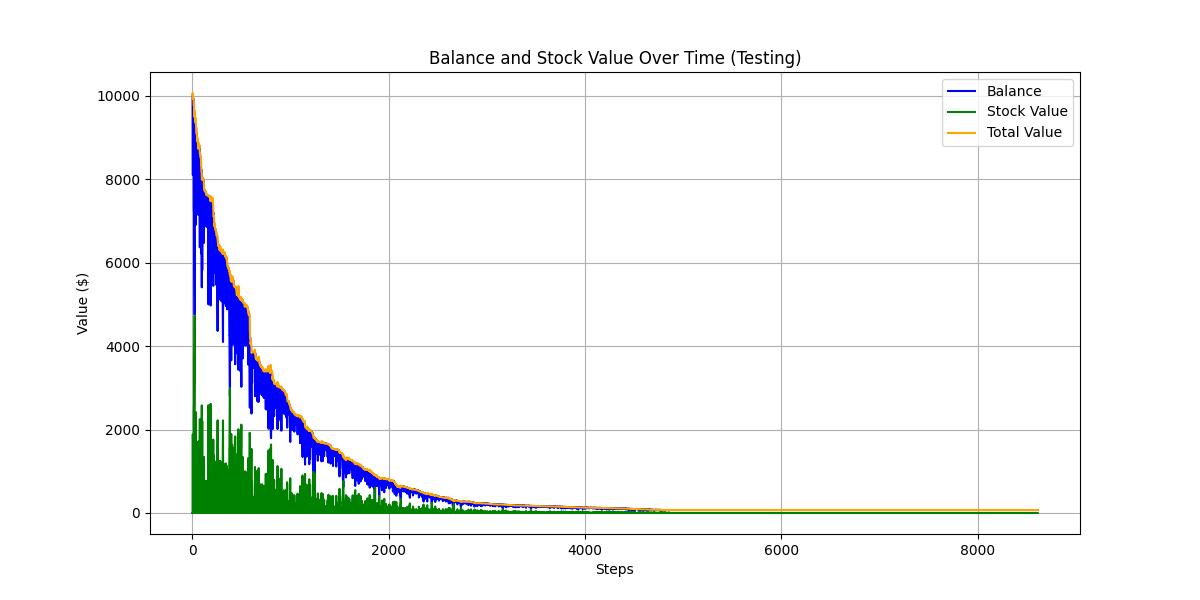 Balance and Stock Value Over Time (Testing)
Balance
Stock Value
Total Value
Value ($)
10000
8000
6000
4000
2000
0
0 2000 4000 6000 8000
Steps